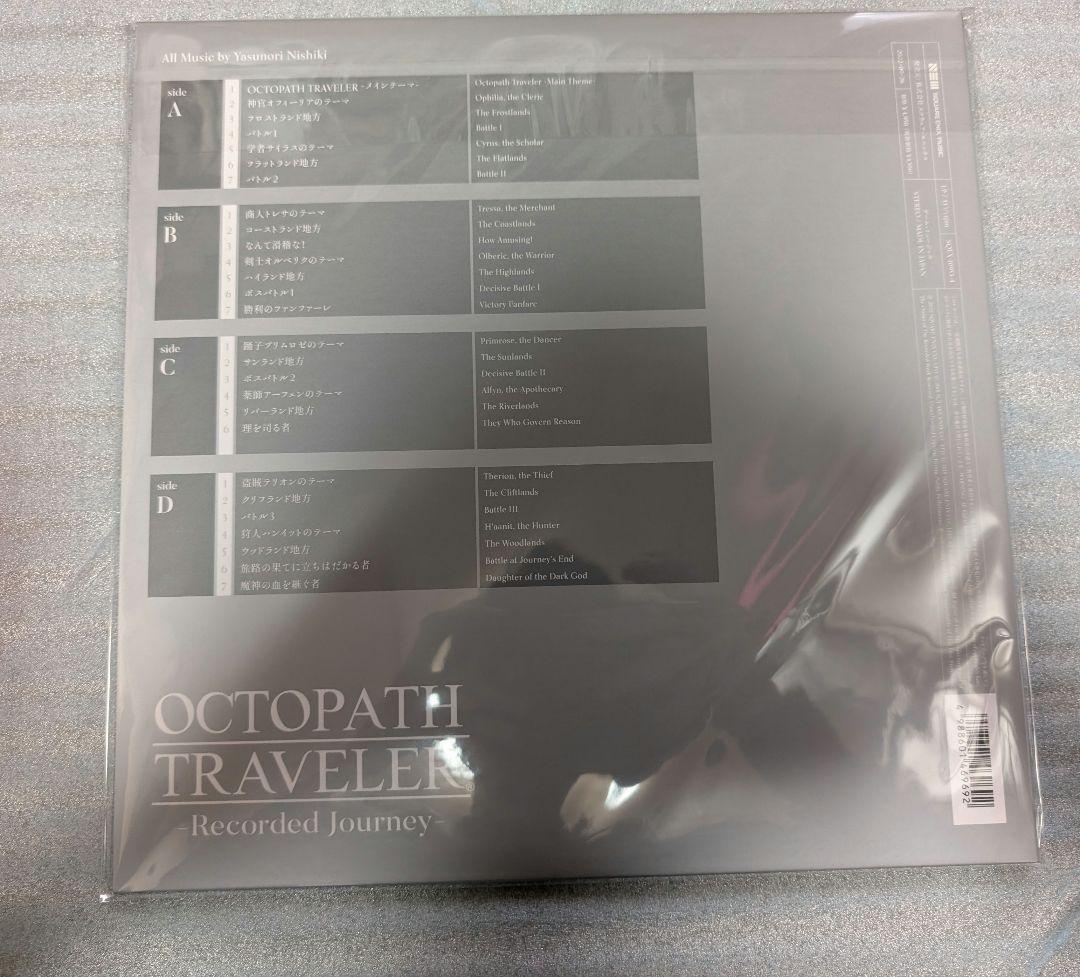 All Music by Yasunori Nishiki
side
A
1 OCTOPATH TRAVELER -メインテーマ- Octopath Traveler -Main Theme-
2 神官オフィーリアのテーマ Ophilia, the Cleric
3 フロストランド地方 The Frostlands
4 バトル1 Battle I
5 学者サイラスのテーマ Cyrus, the Scholar
6 フラットランド地方 The Flatlands
7 バトル2 Battle II
side
B
1 商人トレサのテーマ Tressa, the Merchant
2 コーストランド地方 The Coastlands
3 なんて滑稽な! How Amusing!
4 剣士オルベリクのテーマ Olberic, the Warrior
5 ハイランド地方 The Highlands
6 ボスバトル1 Decisive Battle I
7 勝利のファンファーレ Victory Fanfare
side
C
1 踊子プリムロゼのテーマ Primrose, the Dancer
2 サンランド地方 The Sunlands
3 ボスバトル2 Decisive Battle II
4 薬師アーフェンのテーマ Alfyn, the Apothecary
5 リバーランド地方 The Riverlands
6 理を司る者 They Who Govern Reason
side
D
1 盗賊テリオンのテーマ Therion, the Thief
2 クリフランド地方 The Cliftlands
3 バトル3 Battle III
4 狩人ハンイットのテーマ H'aanit, the Hunter
5 ウッドランド地方 The Woodlands
6 旅路の果てに立ちはだかる者 Battle at Journey's End
7 魔神の血を継ぐ者 Daughter of the Dark God
OCTOPATH
TRAVELER®
-Recorded Journey-
SQUARE ENIX MUSIC
STEREO MADE IN JAPAN
4 988601 469692